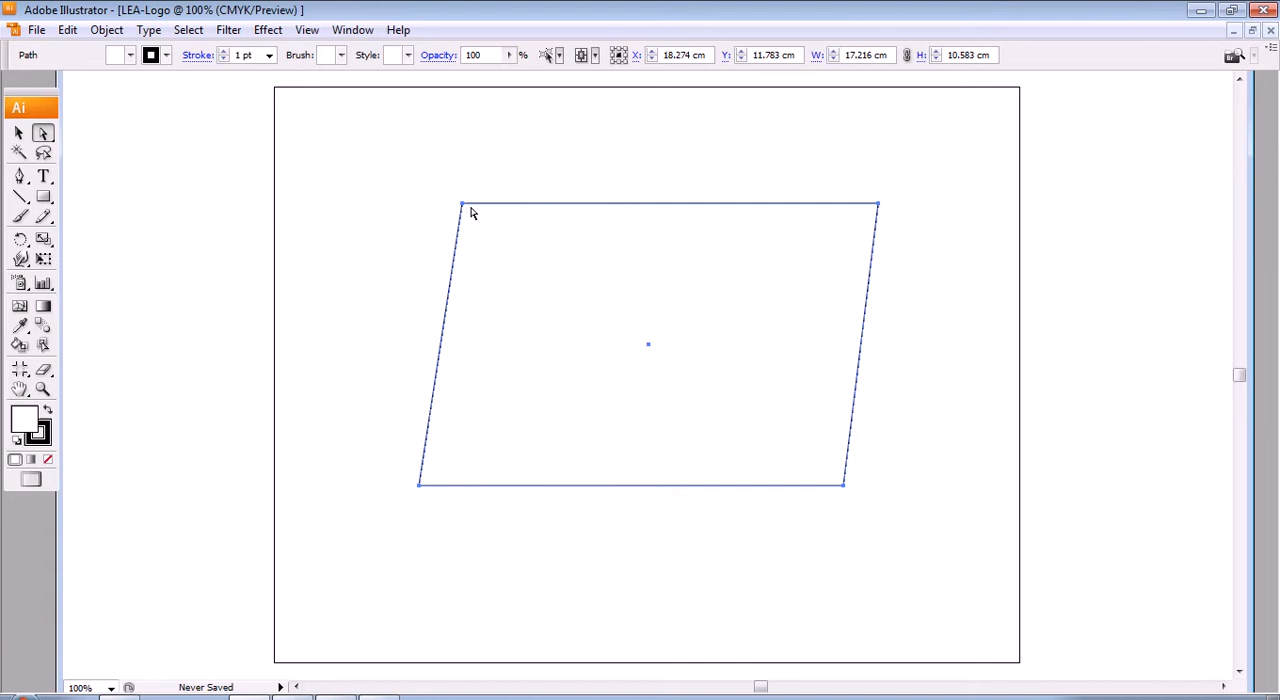 Adobe Illustrator - [LEA-Logo @ 100% (CMYK/Preview) ]
File Edit Object Type Select Filter Effect View Window Help
Path Stroke: 1 pt Brush: Style: Opacity: 100 % X: 18.274 cm Y: 11.783 cm W: 17.216 cm H: 10.583 cm
Ai
T
100% Never Saved